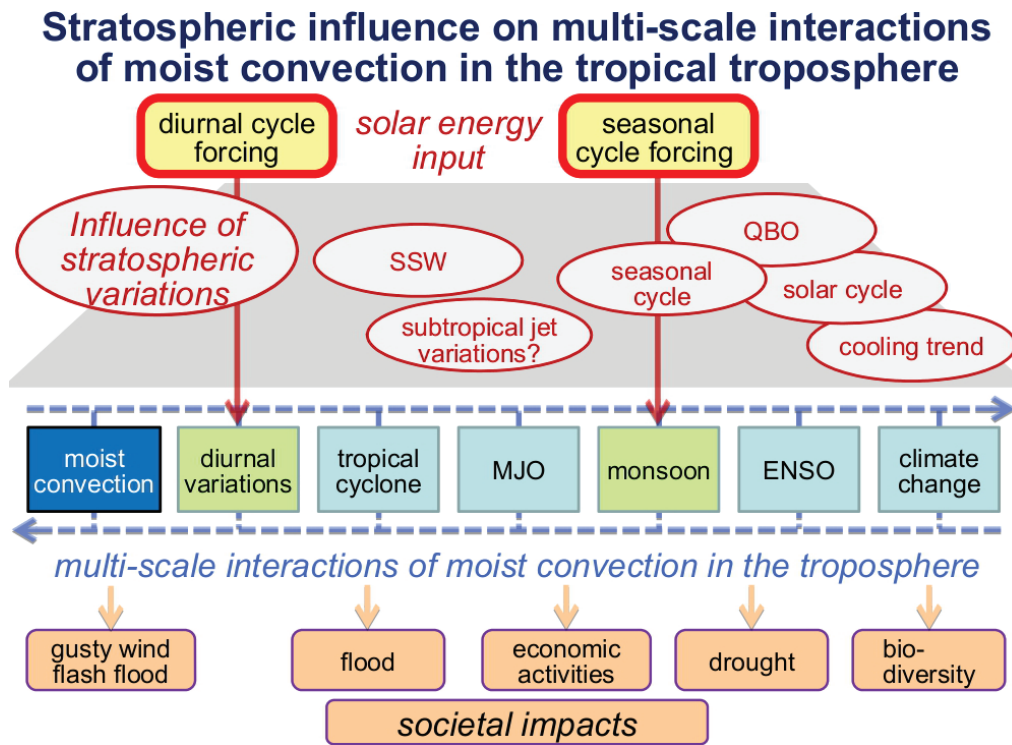 Stratospheric influence on multi-scale interactions
of moist convection in the tropical troposphere
diurnal cycle
forcing
solar energy
input
seasonal
cycle forcing
Influence of
stratospheric
variations
SSW
subtropical jet
variations?
seasonal
cycle
QBO
solar cycle
cooling trend
moist
convection
diurnal
variations
tropical
cyclone
MJO
monsoon
ENSO
climate
change
multi-scale interactions of moist convection in the troposphere
gusty wind
flash flood
flood
economic
activities
drought
bio-
diversity
societal impacts